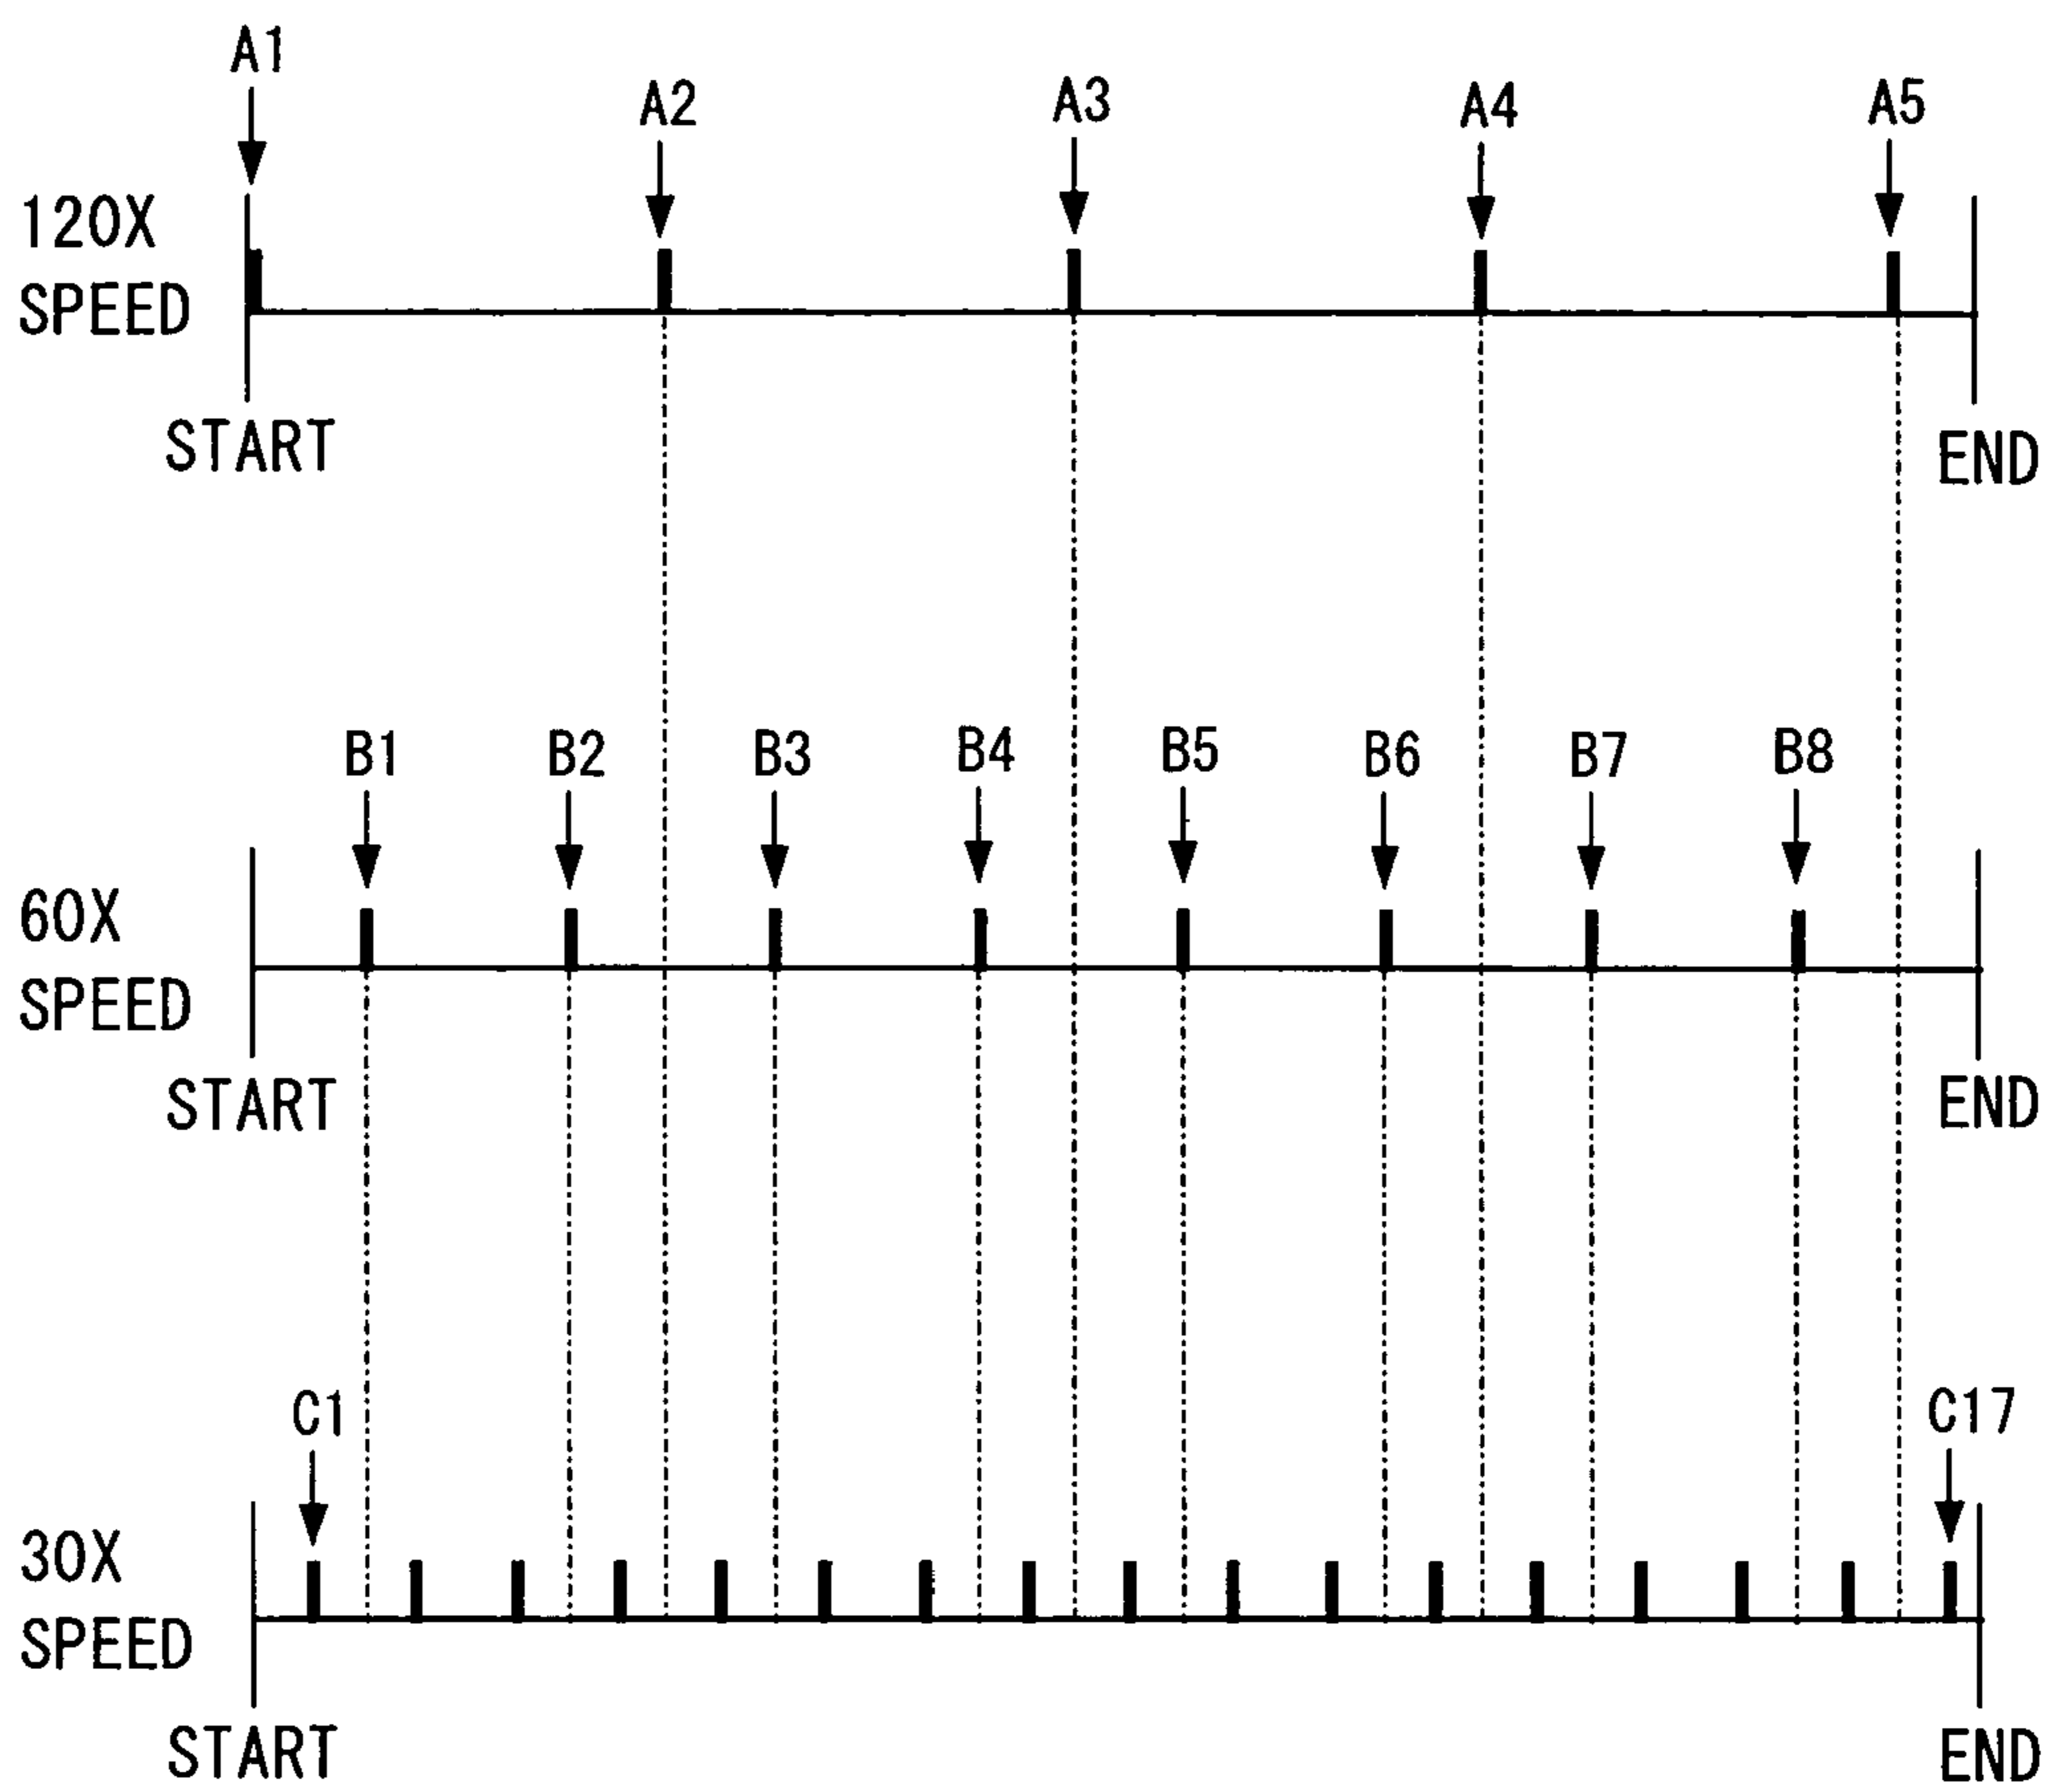 A1
A2
A3
A4
A5
120X
SPEED
START
END
B1
B2
B3
B4
B5
B6
B7
B8
60X
SPEED
START
END
C1
C17
30X
SPEED
START
END